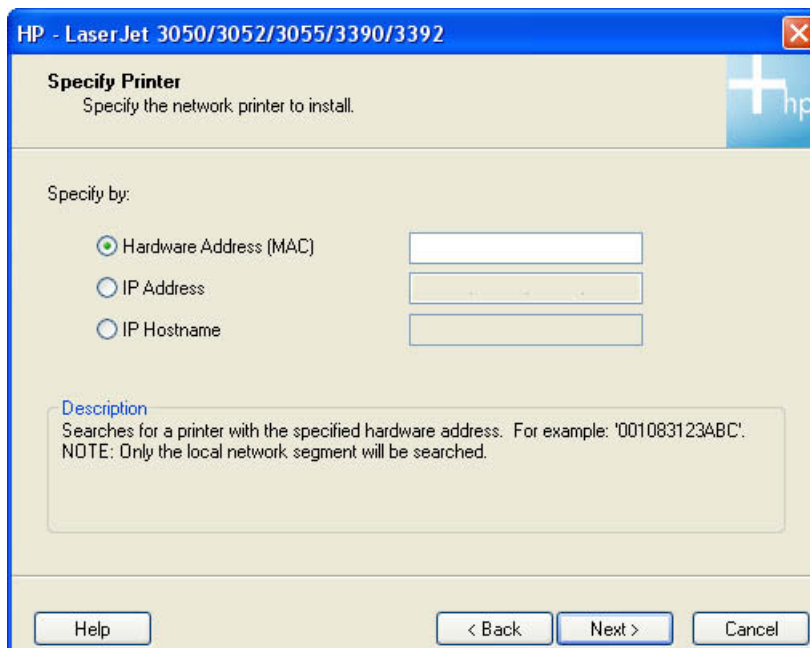 HP - LaserJet 3050/3052/3055/3390/3392
Specify Printer
Specify the network printer to install.
hp
Specify by:
Hardware Address (MAC)
IP Address
. . .
IP Hostname
Description
Searches for a printer with the specified hardware address. For example: '001083123ABC'.
NOTE: Only the local network segment will be searched.
Help
< Back
Next >
Cancel